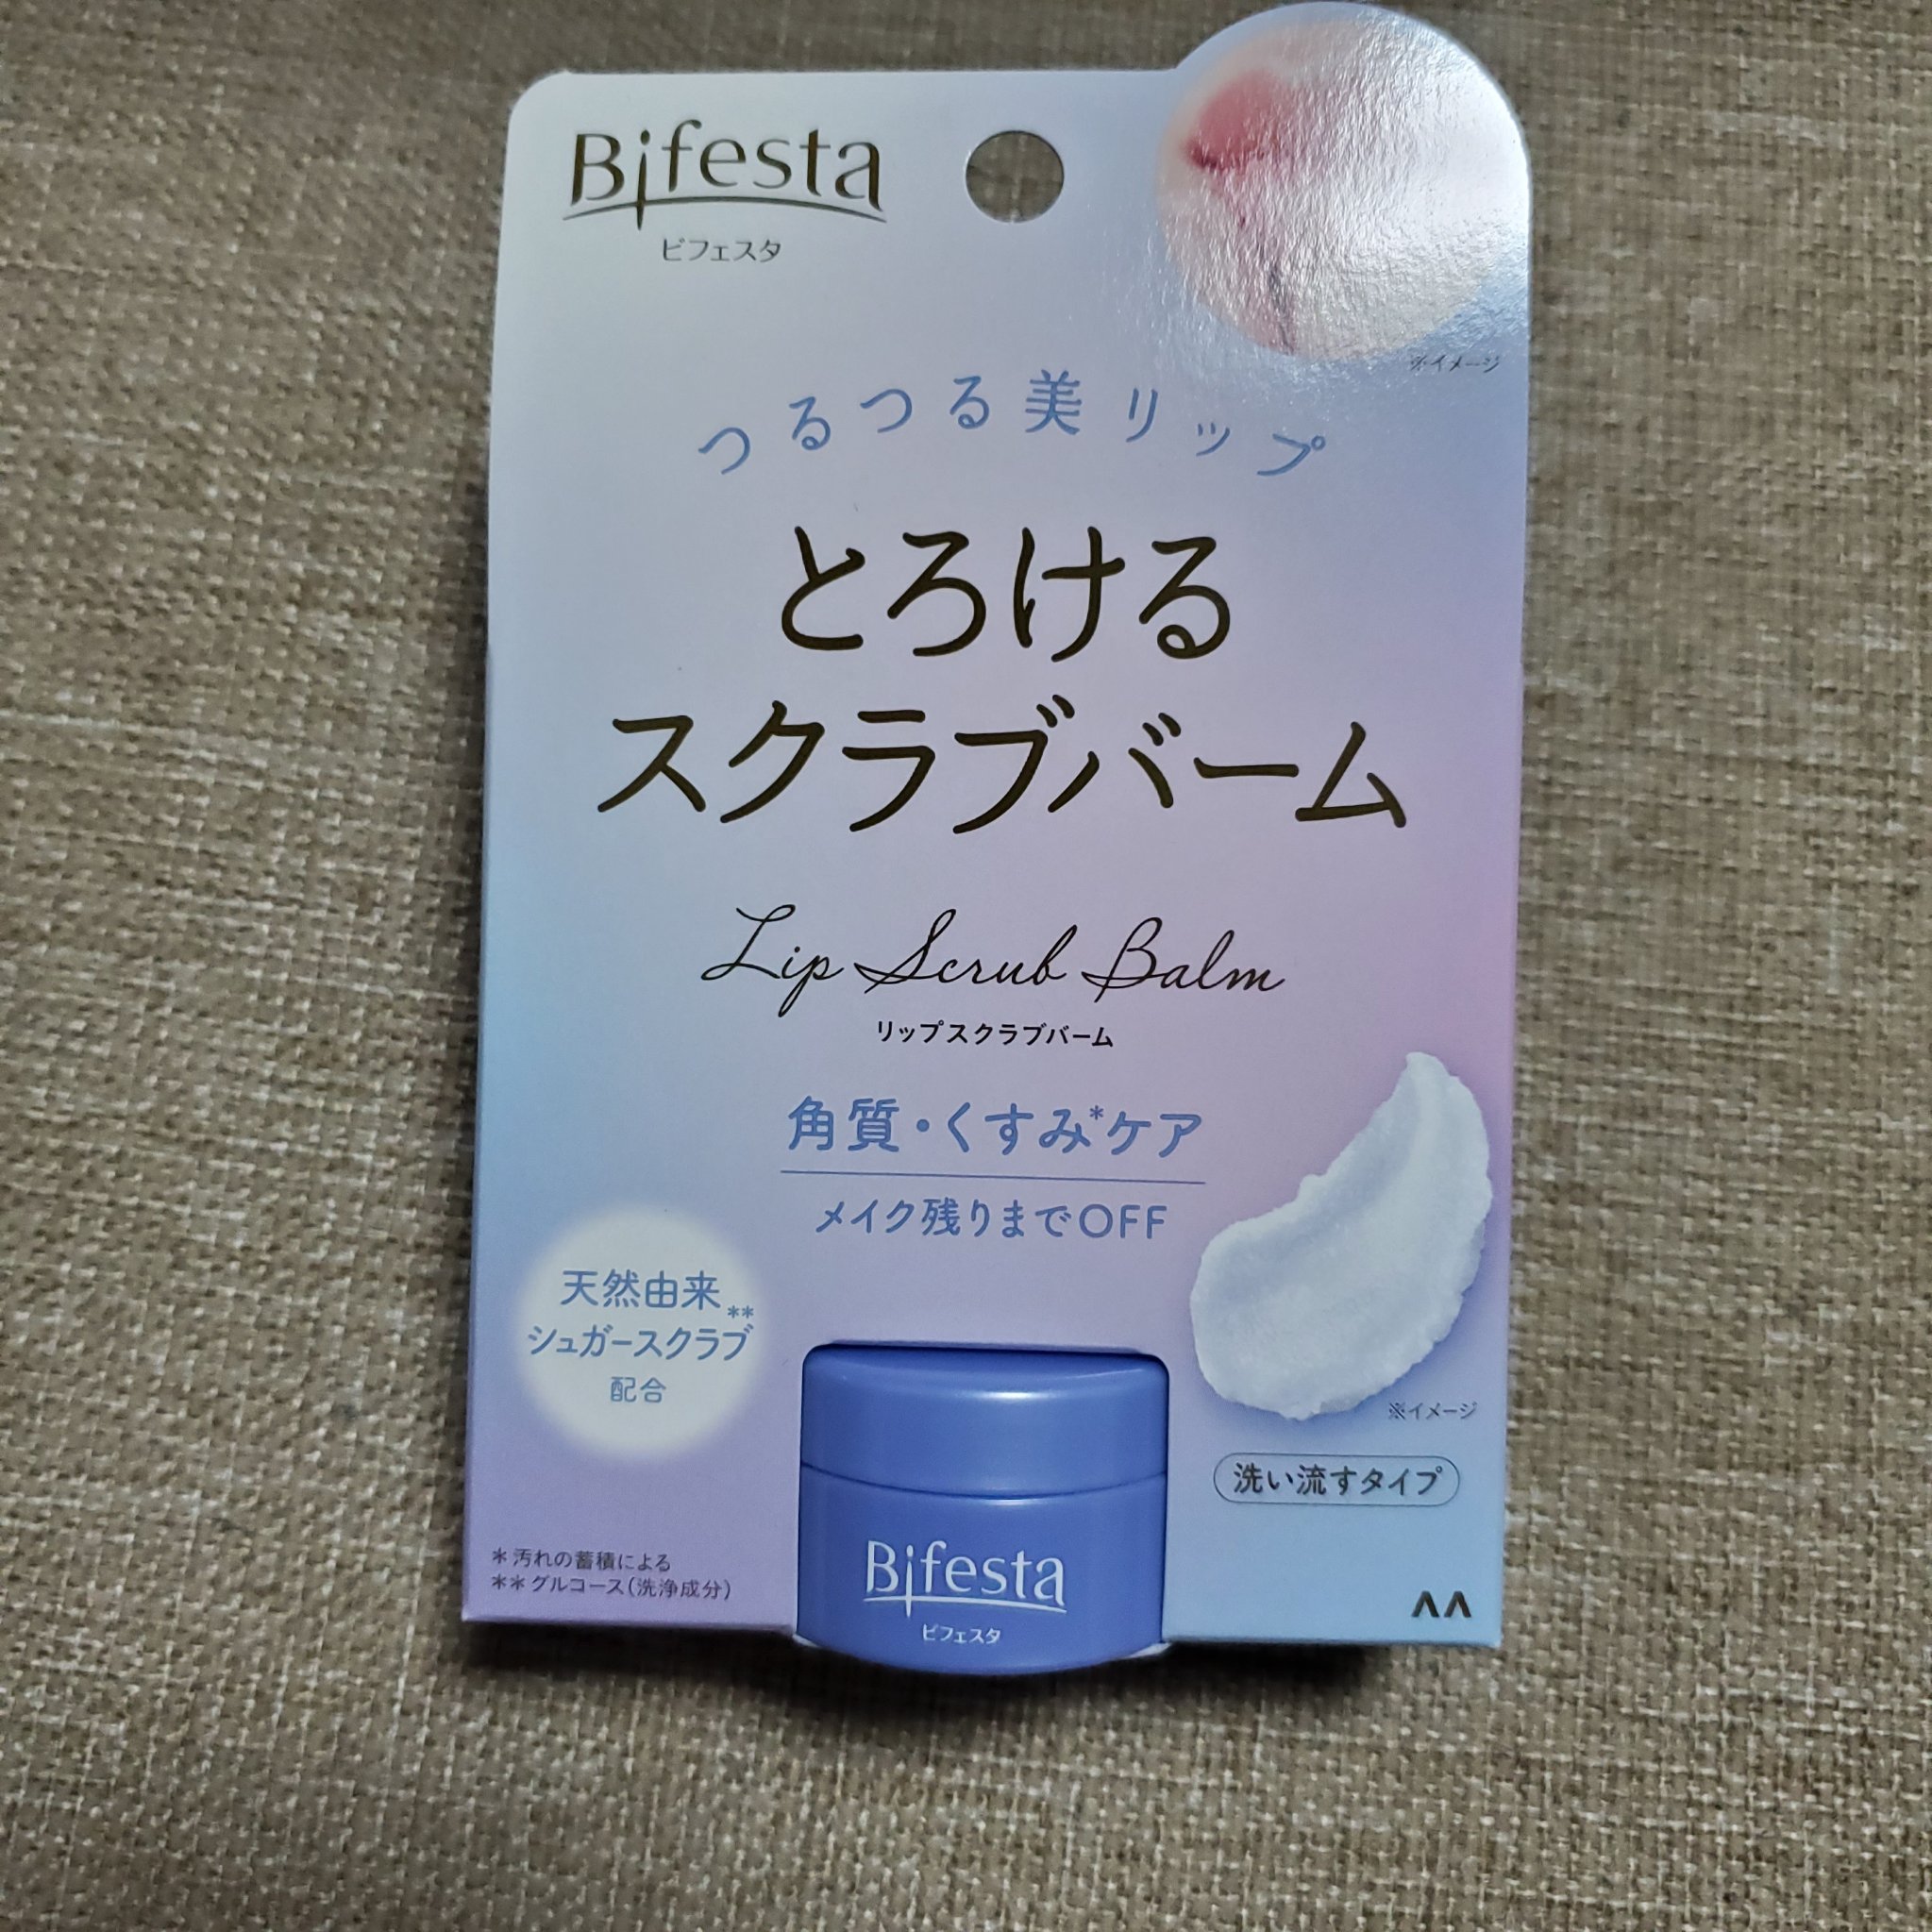 Bifesta
ビフェスタ
※イメージ
つるつる美リップ
とろける
スクラブバーム
Lip Scrub Balm
リップスクラブバーム
角質・くすみ*ケア
メイク残りまでOFF
天然由来
シュガースクラブ**
配合
※イメージ
洗い流すタイプ
Bifesta
ビフェスタ
*汚れの蓄積による
**グルコース(洗浄成分)